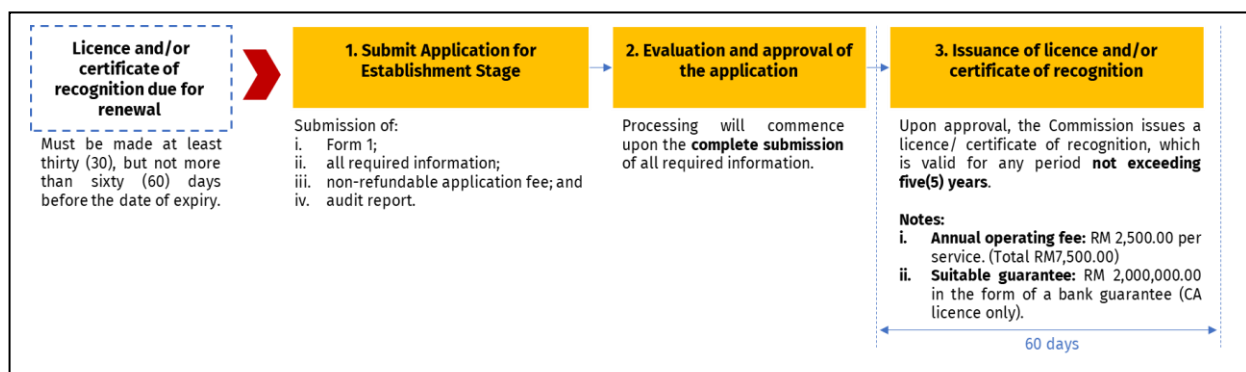 Licence and/or
certificate of
recognition due for
renewal
Must be made at least
thirty (30), but not more
than sixty (60) days
before the date of expiry.
1. Submit Application for
Establishment Stage
Submission of:
i. Form 1;
ii. all required information;
iii. non-refundable application fee; and
iv. audit report.
2. Evaluation and approval of
the application
Processing will commence
upon the complete submission
of all required information.
3. Issuance of licence and/or
certificate of recognition
Upon approval, the Commission issues a
licence/ certificate of recognition, which
is valid for any period not exceeding
five(5) years.
Notes:
i. Annual operating fee: RM 2,500.00 per
service. (Total RM7,500.00)
ii. Suitable guarantee: RM 2,000,000.00
in the form of a bank guarantee (CA
licence only).
60 days